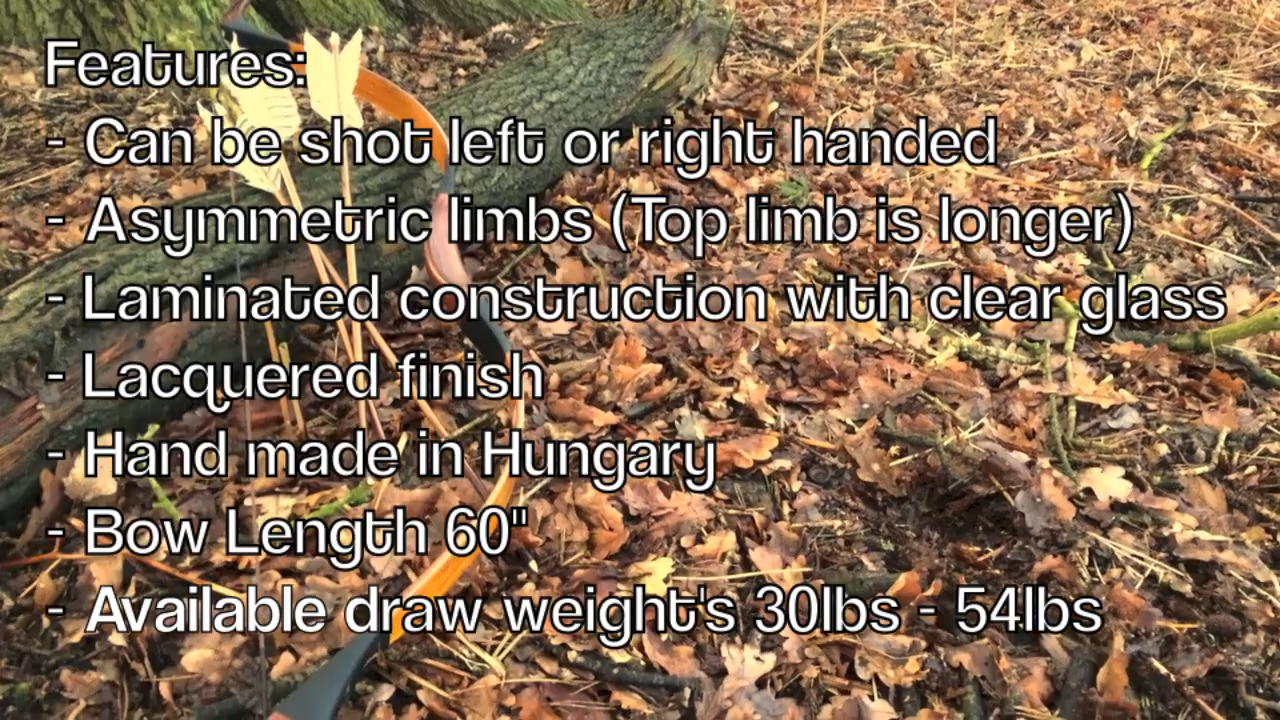 Features:
- Can be shot left or right handed
- Asymmetric limbs (Top limb is longer)
- Laminated construction with clear glass
- Lacquered finish
- Hand made in Hungary
- Bow Length 60"
- Available draw weight's 30lbs - 54lbs